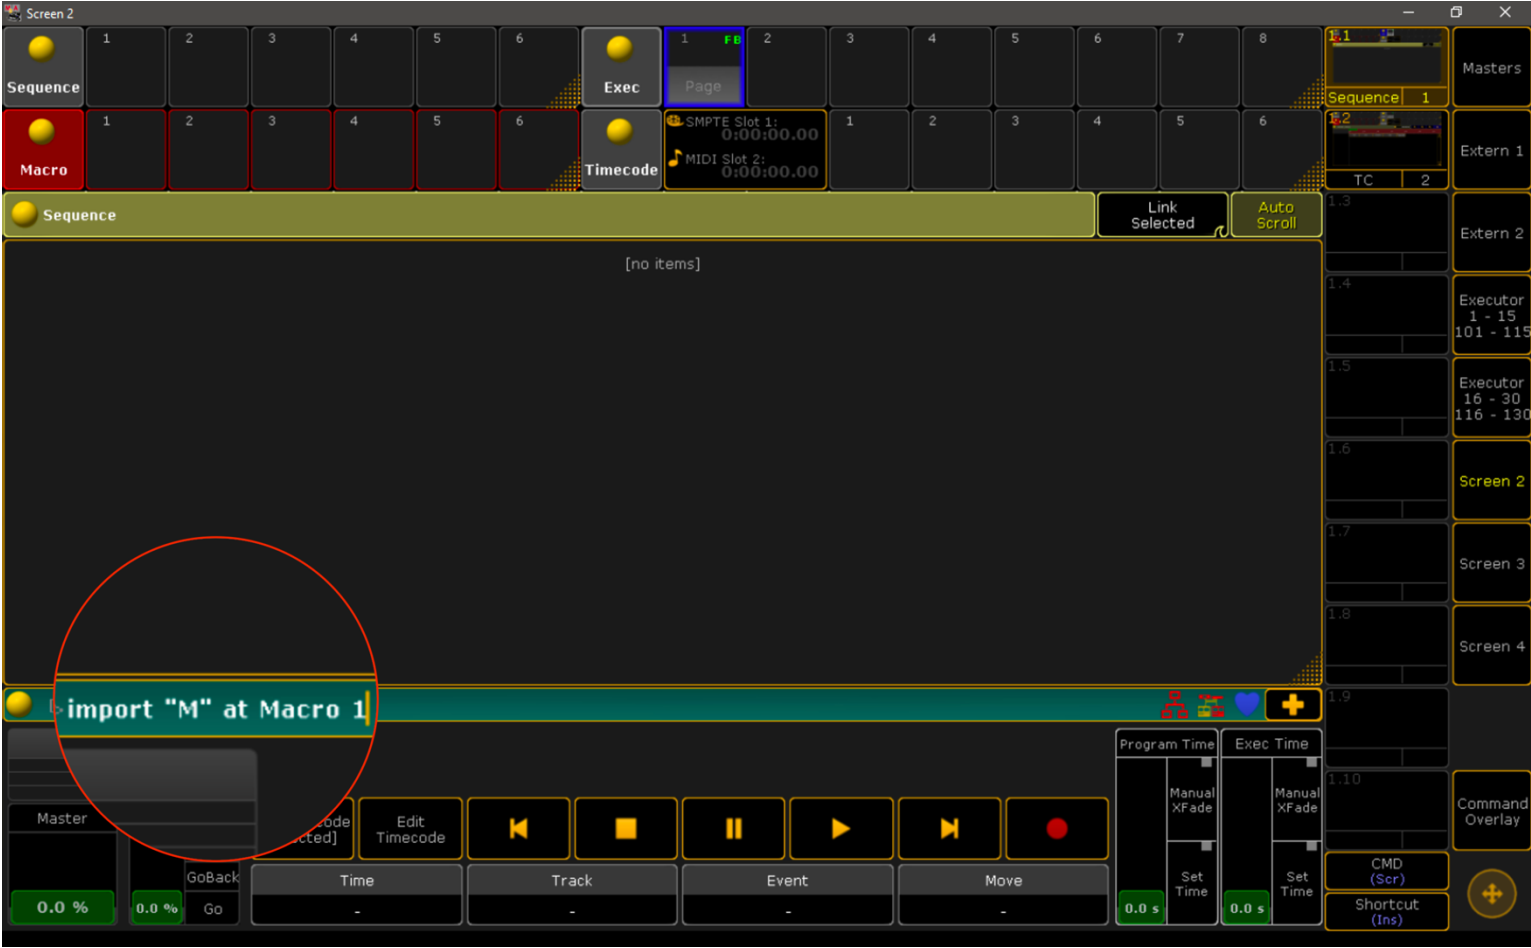 Screen 2
Sequence
1 2 3 4 5 6
Exec
1 FB 2 3 4 5 6 7 8
Page
1.1
Sequence 1
Masters
Macro
1 2 3 4 5 6
Timecode
SMPTE Slot 1:
0:00:00.00
MIDI Slot 2:
0:00:00.00
1 2 3 4 5 6
1.2
TC 2
Extern 1
Sequence
Link
Selected
Auto
Scroll
1.3
Extern 2
[no items]
1.4
Executor
1 - 15
101 - 115
1.5
Executor
16 - 30
116 - 130
1.6
Screen 2
1.7
Screen 3
1.8
Screen 4
import "M" at Macro 1
1.9
Program Time
Exec Time
Manual
XFade
Manual
XFade
1.10
Command
Overlay
Master
Edit
Timecode
GoBack
Time Track Event Move
Set
Time
Set
Time
CMD
(Scr)
0.0 %
0.0 %
Go
- - - -
0.0 s
0.0 s
Shortcut
(Ins)